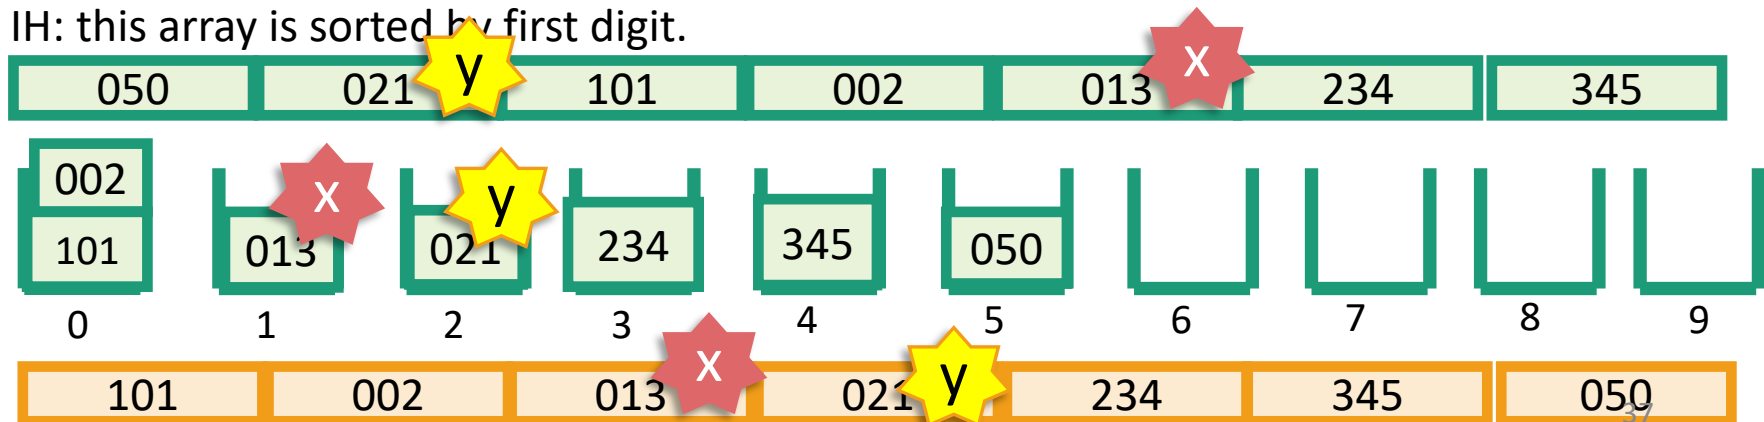 IH: this array is sorted by first digit.
050 021 y 101 002 013 x 234 345
002
101 013 x 021 y 234 345 050
0 1 2 3 4 5 6 7 8 9
101 002 013 x 021 y 234 345 050
37